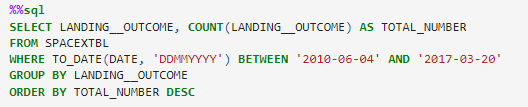 %%sql
SELECT LANDING__OUTCOME, COUNT(LANDING__OUTCOME) AS TOTAL_NUMBER
FROM SPACEXTBL
WHERE TO_DATE(DATE, 'DDMMYYYY') BETWEEN '2010-06-04' AND '2017-03-20'
GROUP BY LANDING__OUTCOME
ORDER BY TOTAL_NUMBER DESC